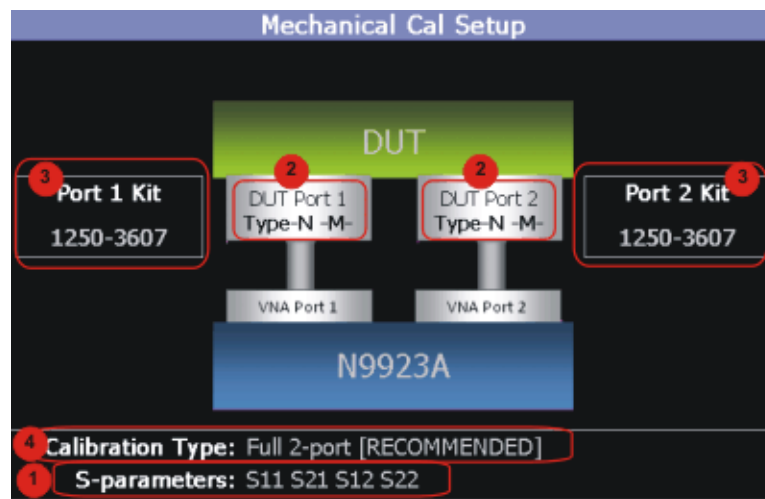 Mechanical Cal Setup
DUT
3
Port 1 Kit
1250-3607
2
DUT Port 1
Type-N -M-
2
DUT Port 2
Type-N -M-
3
Port 2 Kit
1250-3607
VNA Port 1
VNA Port 2
N9923A
4 Calibration Type: Full 2-port [RECOMMENDED]
1 S-parameters: S11 S21 S12 S22